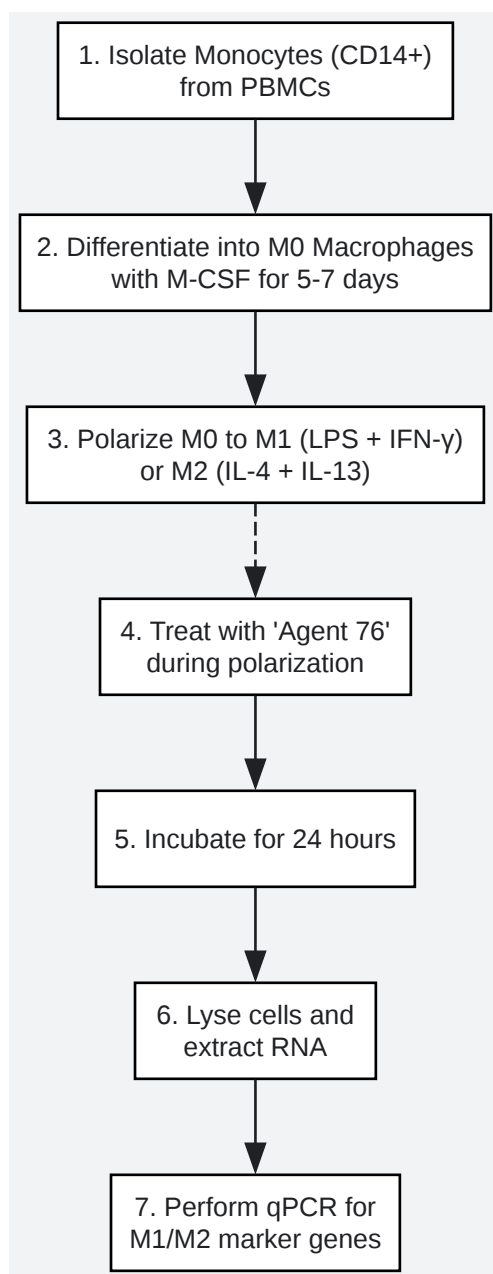 1. Isolate Monocytes (CD14+)
from PBMCs
2. Differentiate into M0 Macrophages
with M-CSF for 5-7 days
3. Polarize M0 to M1 (LPS + IFN-γ)
or M2 (IL-4 + IL-13)
4. Treat with 'Agent 76'
during polarization
5. Incubate for 24 hours
6. Lyse cells and
extract RNA
7. Perform qPCR for
M1/M2 marker genes